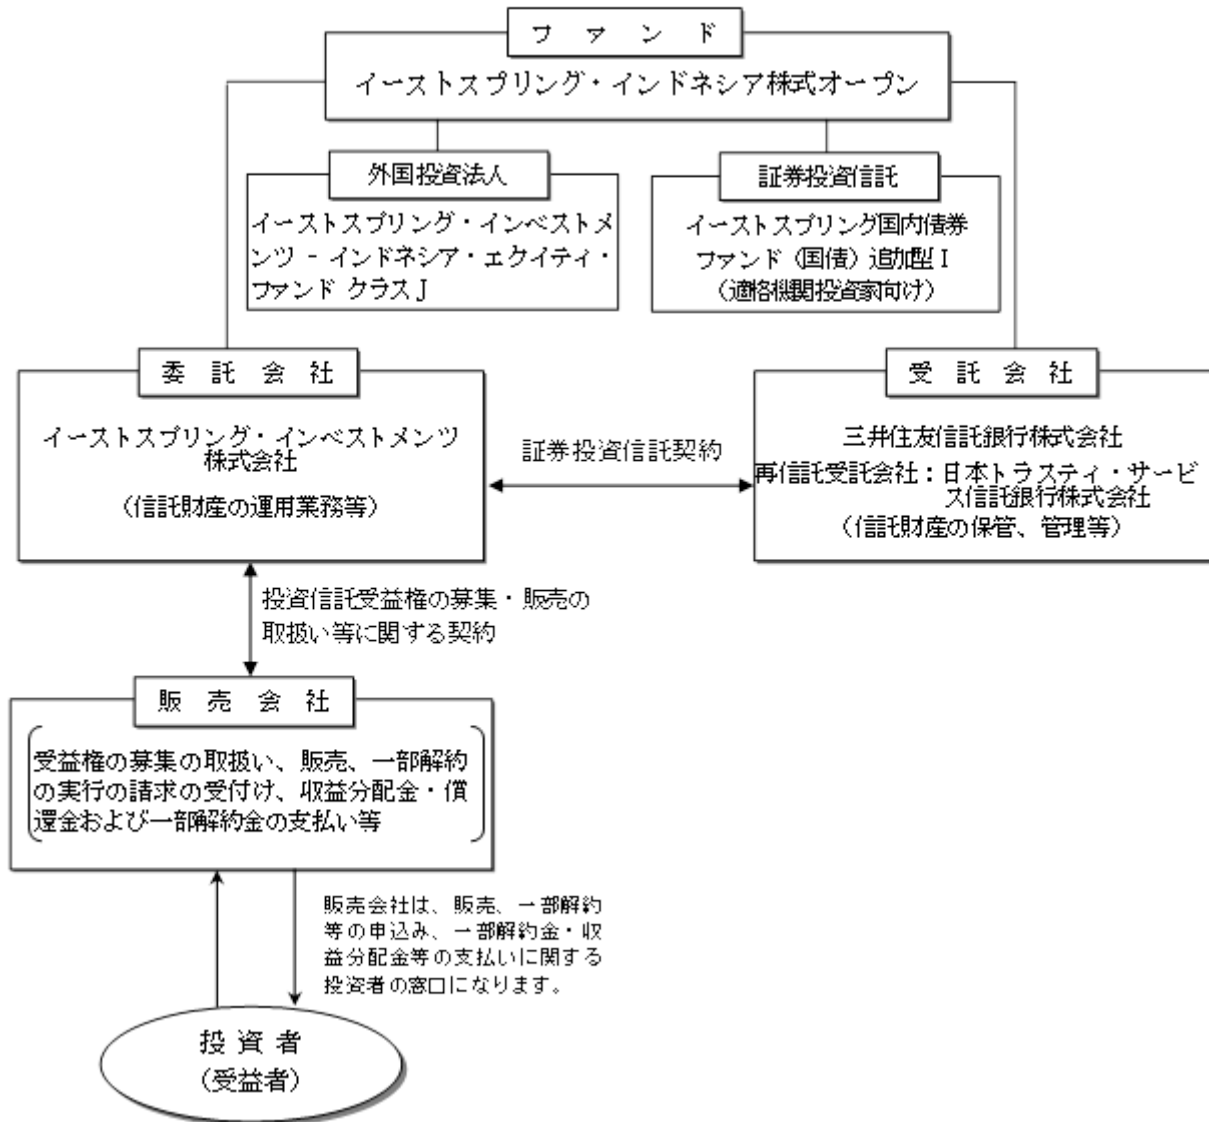 ファンド
イーストスプリング・インドネシア株式オープン
外国投資法人
イーストスプリング・インベストメ
ンツ - インドネシア・エクイティ・
ファンド クラスJ
証券投資信託
イーストスプリング国内債券
ファンド（国債）追加型Ⅰ
（適格機関投資家向け）
委託会社
イーストスプリング・インベストメンツ
株式会社
（信託財産の運用業務等）
証券投資信託契約
受託会社
三井住友信託銀行株式会社
再信託受託会社：日本トラスティ・サービ
ス信託銀行株式会社
（信託財産の保管、管理等）
投資信託受益権の募集・販売の
取扱い等に関する契約
販売会社
受益権の募集の取扱い、販売、一部解約
の実行の請求の受付け、収益分配金・償
還金および一部解約金の支払い等
販売会社は、販売、一部解約
等の申込み、一部解約金・収
益分配金等の支払いに関する
投資者の窓口になります。
投資者
（受益者）